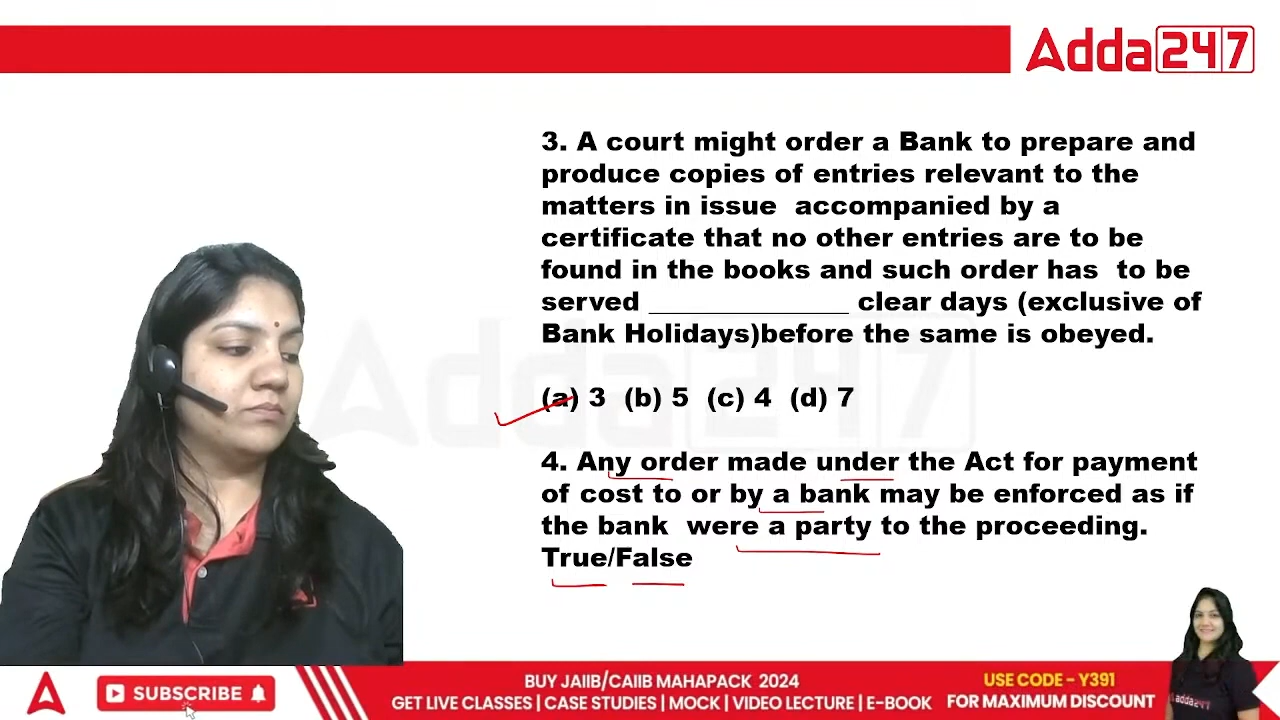 Adda247
3. A court might order a Bank to prepare and
produce copies of entries relevant to the
matters in issue accompanied by a
certificate that no other entries are to be
found in the books and such order has to be
served ______________ clear days (exclusive of
Bank Holidays)before the same is obeyed.
(a) 3 (b) 5 (c) 4 (d) 7
4. Any order made under the Act for payment
of cost to or by a bank may be enforced as if
the bank were a party to the proceeding.
True/False
Adda247
SUBSCRIBE
BUY JAIIB/CAIIB MAHAPACK 2024
GET LIVE CLASSES | CASE STUDIES | MOCK | VIDEO LECTURE | E-BOOK
USE CODE - Y391
FOR MAXIMUM DISCOUNT
adda247